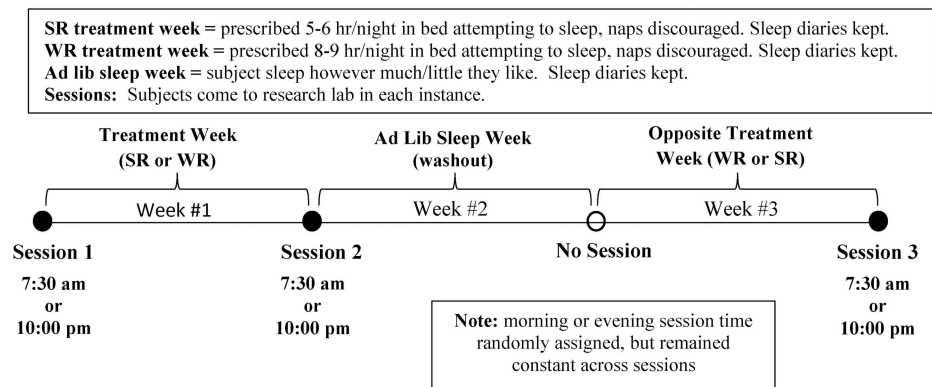 SR treatment week = prescribed 5-6 hr/night in bed attempting to sleep, naps discouraged. Sleep diaries kept.
WR treatment week = prescribed 8-9 hr/night in bed attempting to sleep, naps discouraged. Sleep diaries kept.
Ad lib sleep week = subject sleep however much/little they like. Sleep diaries kept.
Sessions: Subjects come to research lab in each instance.
Treatment Week
(SR or WR)
Ad Lib Sleep Week
(washout)
Opposite Treatment
Week (WR or SR)
Week #1
Week #2
Week #3
Session 1
7:30 am
or
10:00 pm
Session 2
7:30 am
or
10:00 pm
No Session
Session 3
7:30 am
or
10:00 pm
Note: morning or evening session time
randomly assigned, but remained
constant across sessions